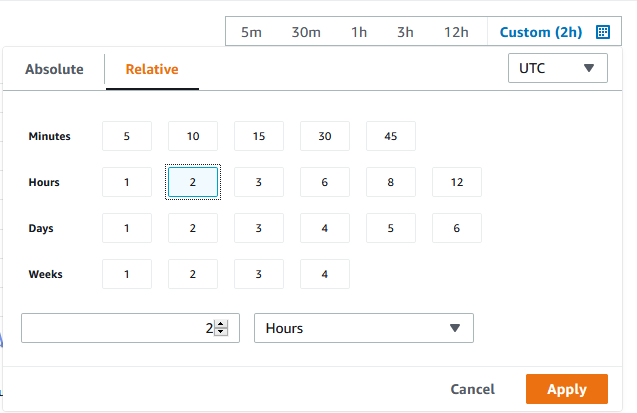 5m 30m 1h 3h 12h Custom (2h)
Absolute Relative UTC
Minutes 5 10 15 30 45
Hours 1 2 3 6 8 12
Days 1 2 3 4 5 6
Weeks 1 2 3 4
2 Hours
Cancel Apply